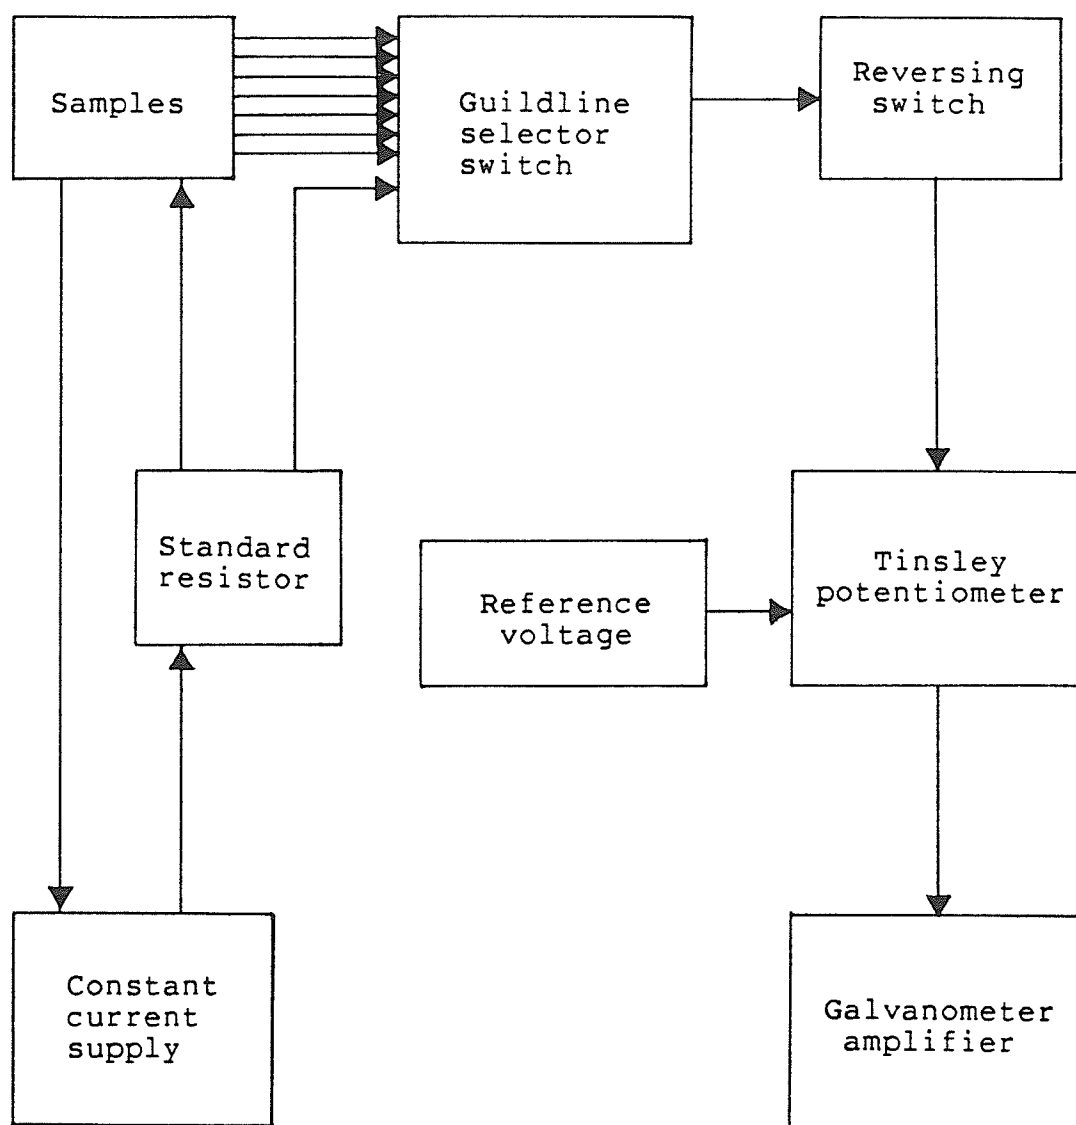 Samples
Guildline
selector
switch
Reversing
switch
Standard
resistor
Reference
voltage
Tinsley
potentiometer
Constant
current
supply
Galvanometer
amplifier